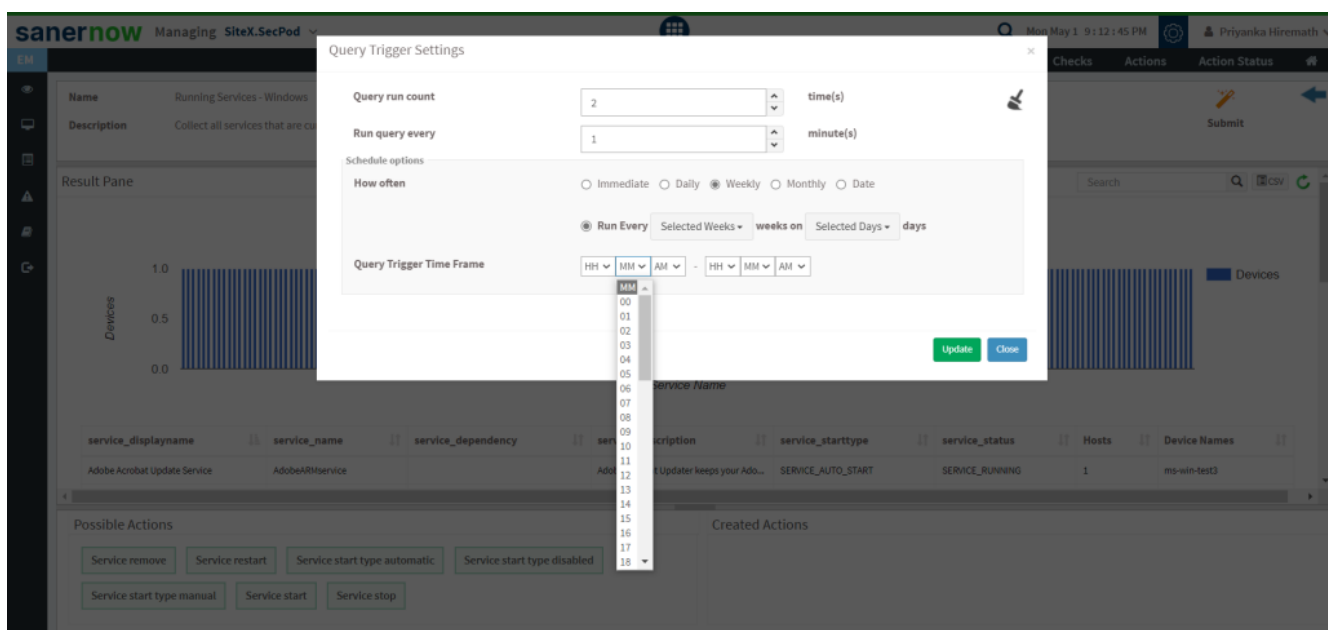 sanernow Managing SiteX.SecPod Mon May 1 9:12:45 PM Priyanka Hiremath
EM Checks Actions Action Status
Query Trigger Settings ×
Name Running Services - Windows
Description Collect all services that are cu
Submit
Query run count 2 time(s)
Run query every 1 minute(s)
Schedule options
How often Immediate Daily Weekly Monthly Date
Run Every Selected Weeks weeks on Selected Days days
Query Trigger Time Frame HH MM AM - HH MM AM
MM
00
01
02
03
04
05
06
07
08
09
10
11
12
13
14
15
16
17
18
Update Close
Result Pane Search CSV
1.0
0.5
0.0
Devices
Devices
Service Name
service_displayname service_name service_dependency service_starttype service_status Hosts Device Names
Adobe Acrobat Update Service AdobeARMservice t Updater keeps your Ado... SERVICE_AUTO_START SERVICE_RUNNING 1 ms-win-test3
Possible Actions Created Actions
Service remove Service restart Service start type automatic Service start type disabled
Service start type manual Service start Service stop